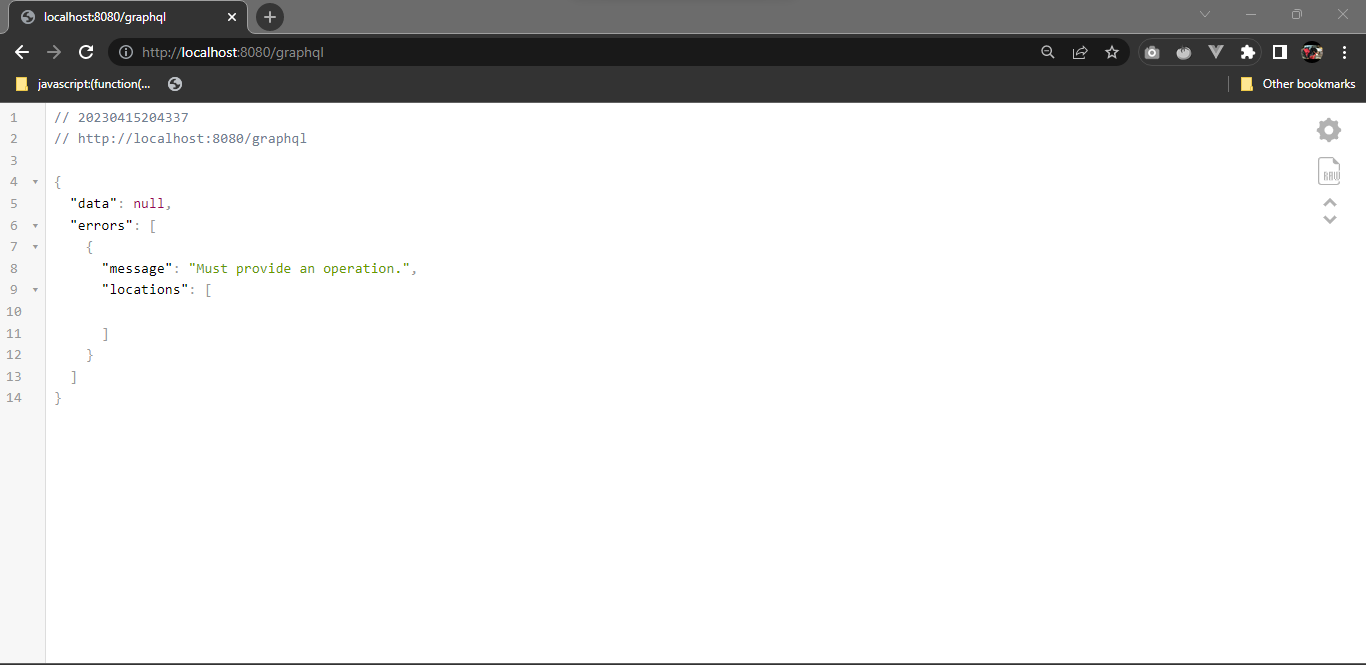 localhost:8080/graphql
http://localhost:8080/graphql
javascript:(function(...
Other bookmarks
1 // 20230415204337
2 // http://localhost:8080/graphql
3
4 {
5 "data": null,
6 "errors": [
7 {
8 "message": "Must provide an operation.",
9 "locations": [
10
11 ]
12 }
13 ]
14 }
RAW